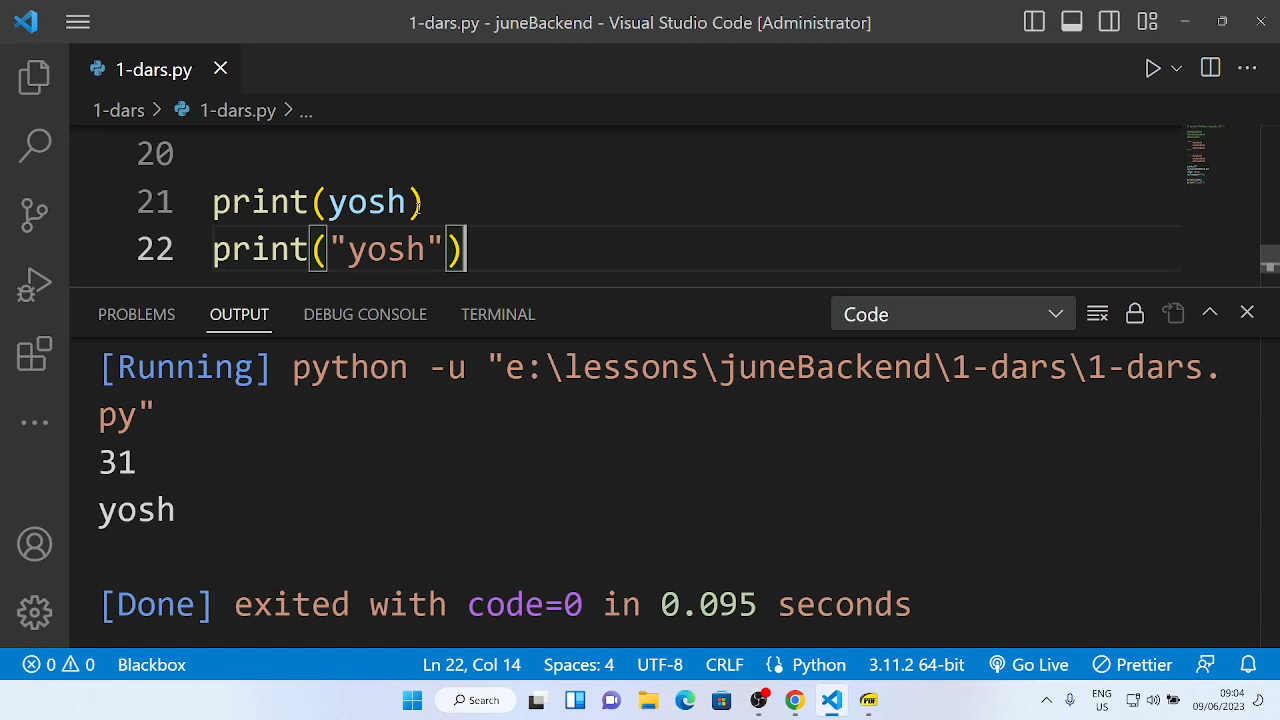 1-dars.py - juneBackend - Visual Studio Code [Administrator]
1-dars.py
1-dars > 1-dars.py > ...
20
21 print(yosh)
22 print("yosh")
PROBLEMS OUTPUT DEBUG CONSOLE TERMINAL Code
[Running] python -u "e:\lessons\juneBackend\1-dars\1-dars.
py"
31
yosh
[Done] exited with code=0 in 0.095 seconds
0 0 Blackbox Ln 22, Col 14 Spaces: 4 UTF-8 CRLF Python 3.11.2 64-bit Go Live Prettier
Search
PDF
ENG
US
09:04
09/06/2023